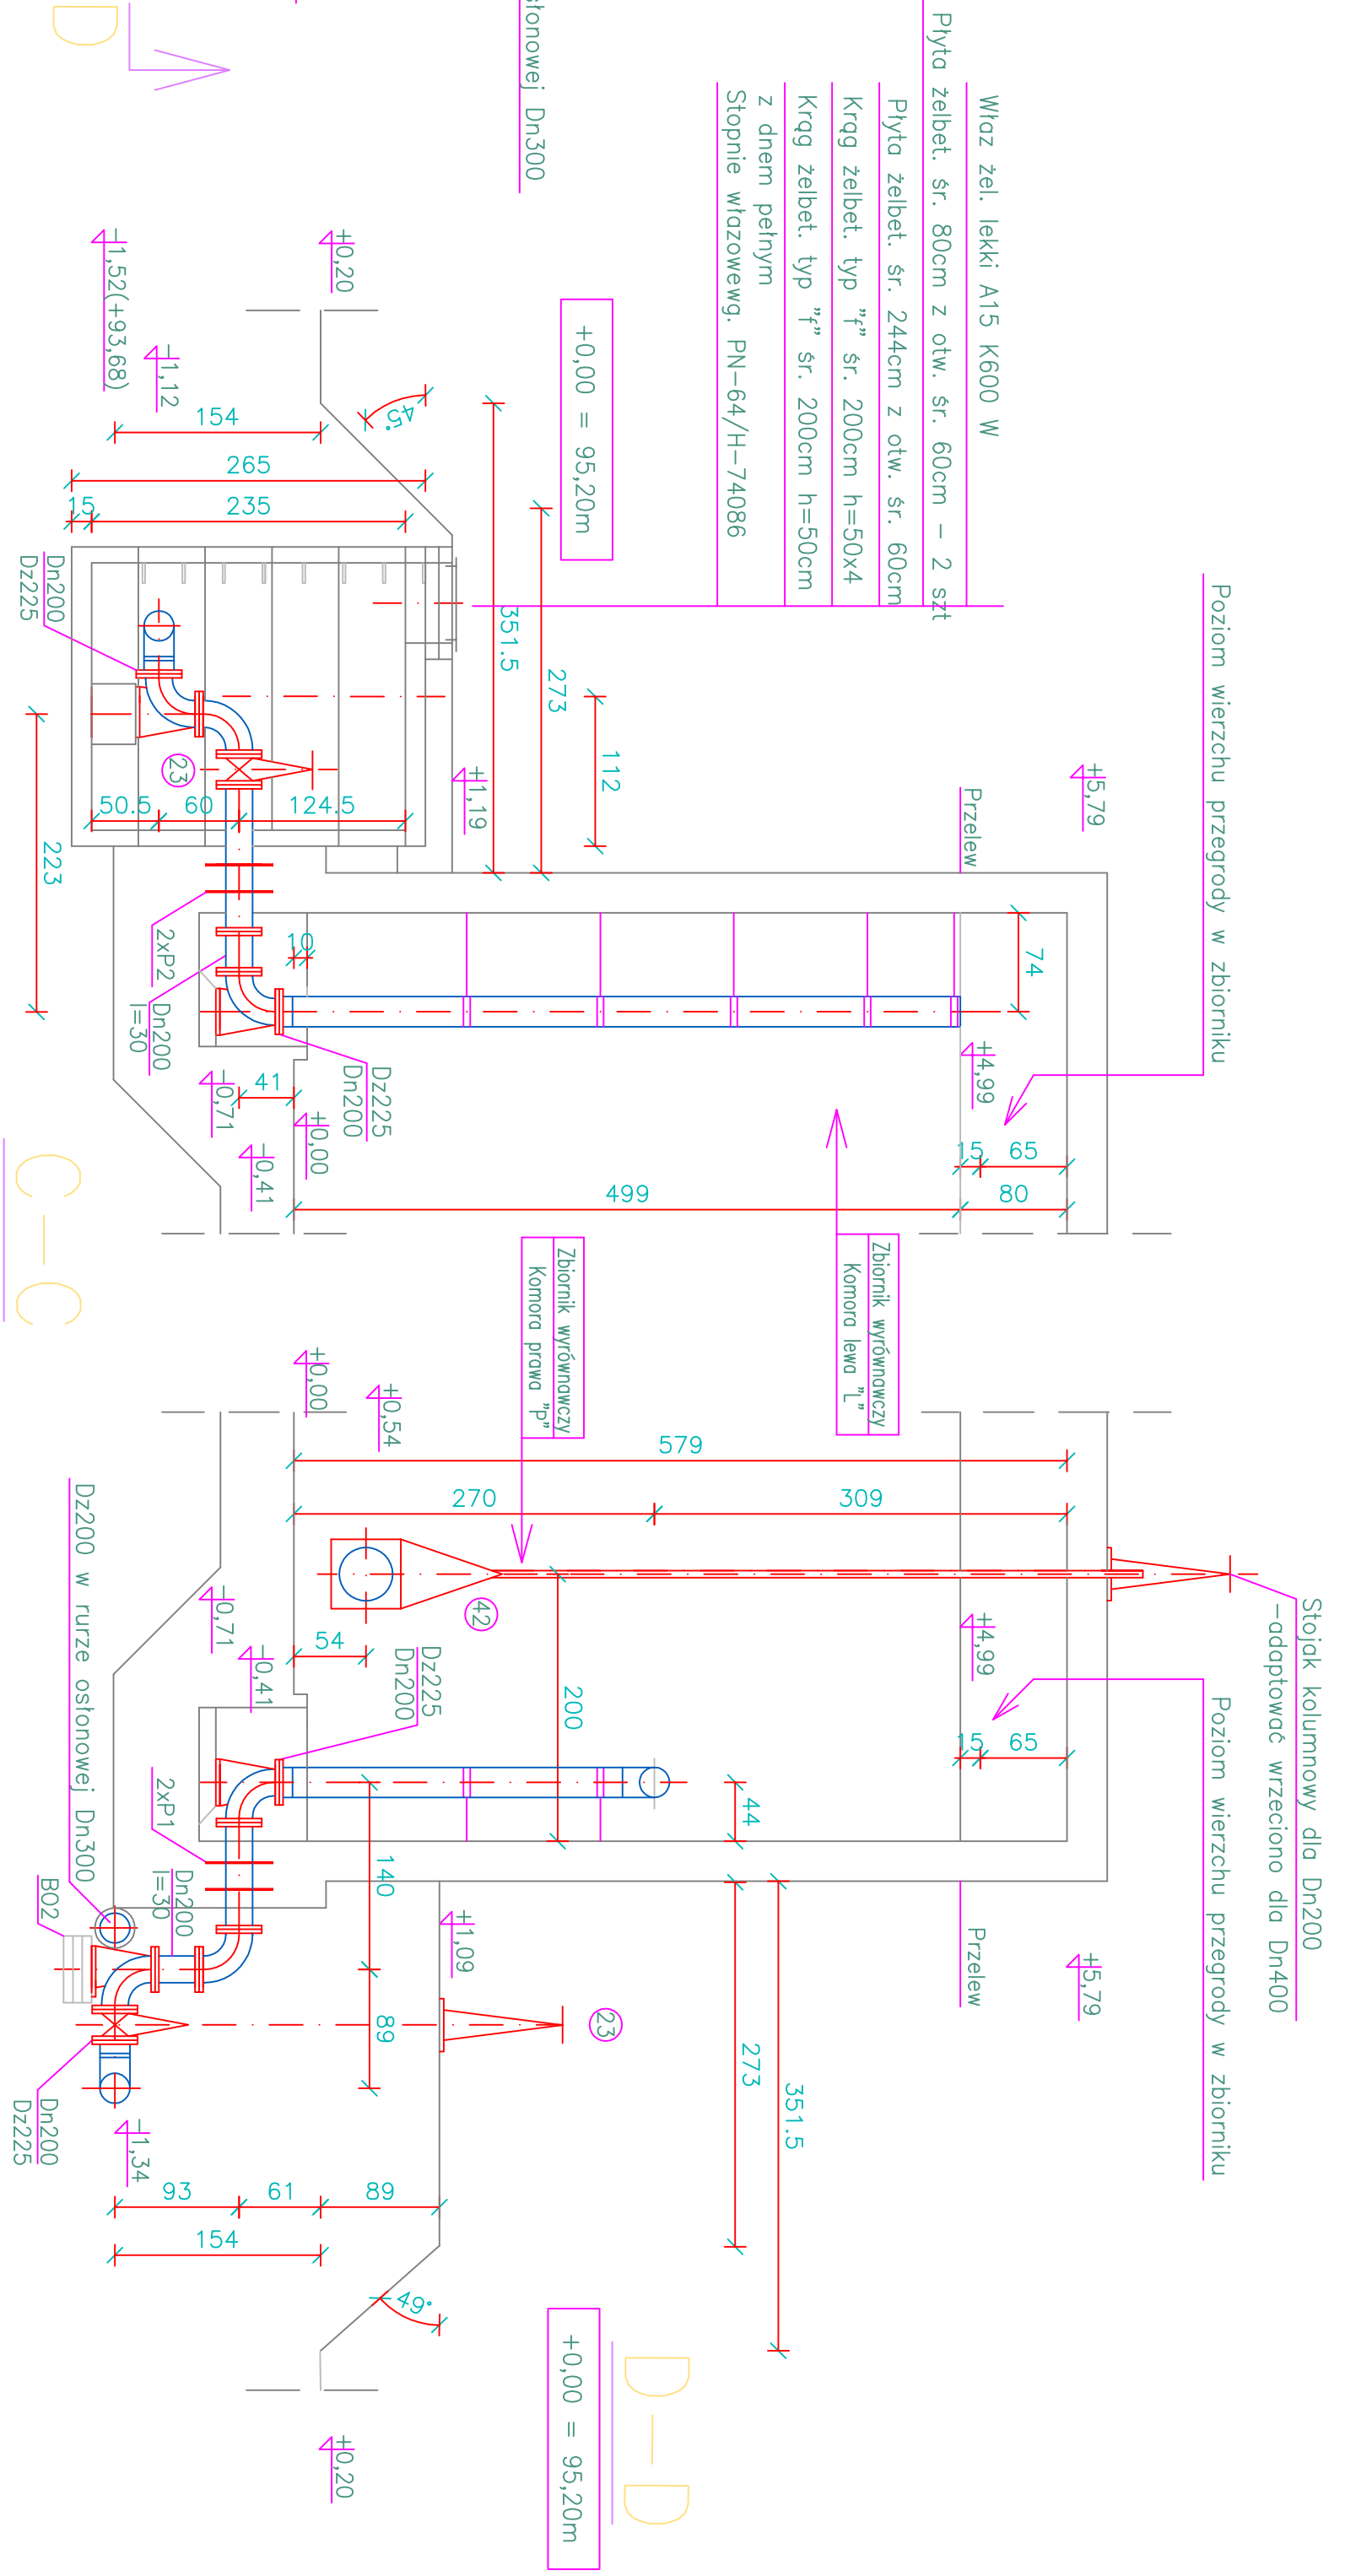 Właz żel. lekki A15 K600 W
Płyta żelbet. śr. 80cm z otw. śr. 60cm – 2 szt
Płyta żelbet. śr. 244cm z otw. śr. 60cm
Krąg żelbet. typ "f" śr. 200cm h=50x4
Krąg żelbet. typ "f" śr. 200cm h=50cm
z dnem pełnym
Stopnie włazowewg. PN-64/H-74086
słonowej Dn300
D
Poziom wierzchu przegrody w zbiorniku
+5,79
Przelew
+0,00 = 95,20m
+0,20
45°
-1,12
-1,52(+93,68)
154
265
235
15
351.5
273
112
+1,19
Dn200
Dz225
23
50.5
60
124.5
223
2xP2
Dn200
l=30
10
74
Dz225
Dn200
+4,99
-0,71
41
+0,00
-0,41
15
65
499
80
Zbiornik wyrównawczy
Komora lewa "L"
Zbiornik wyrównawczy
Komora prawa "P"
C-C
+0,00
+0,54
579
270
309
Stojak kolumnowy dla Dn200
-adaptować wrzeciono dla Dn400
Poziom wierzchu przegrody w zbiorniku
42
-0,71
54
-0,41
Dz225
Dn200
200
+4,99
15
65
44
Dz200 w rurze osłonowej Dn300
2xP1
Dn200
l=30
B02
140
89
+1,09
Przelew
+5,79
23
273
351.5
Dn200
Dz225
-1,34
93
61
89
154
49°
+0,00 = 95,20m
D-D
+0,20